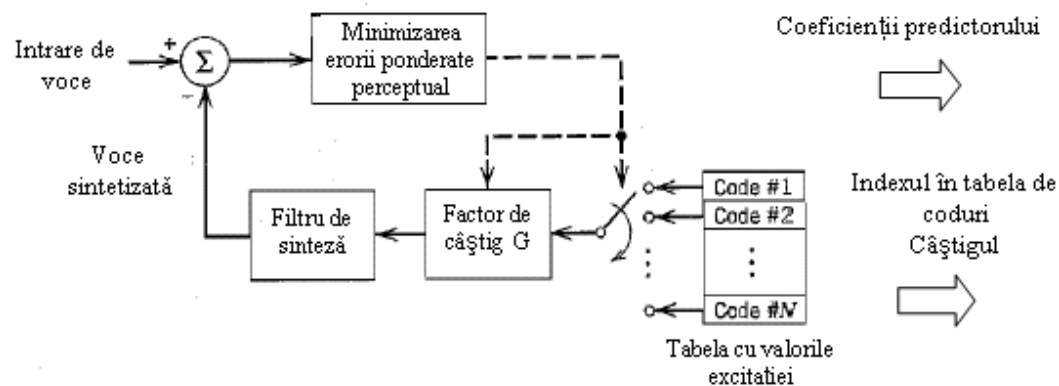 Intrare de
voce
+
Σ
−
Minimizarea
erorii ponderate
perceptual
Coeficienții predictorului
Voce
sintetizată
Filtru de
sinteză
Factor de
câştig G
Code #1
Code #2
⋮
⋮
Code #N
Tabela cu valorile
excitatiei
Indexul în tabela de
coduri
Câştigul